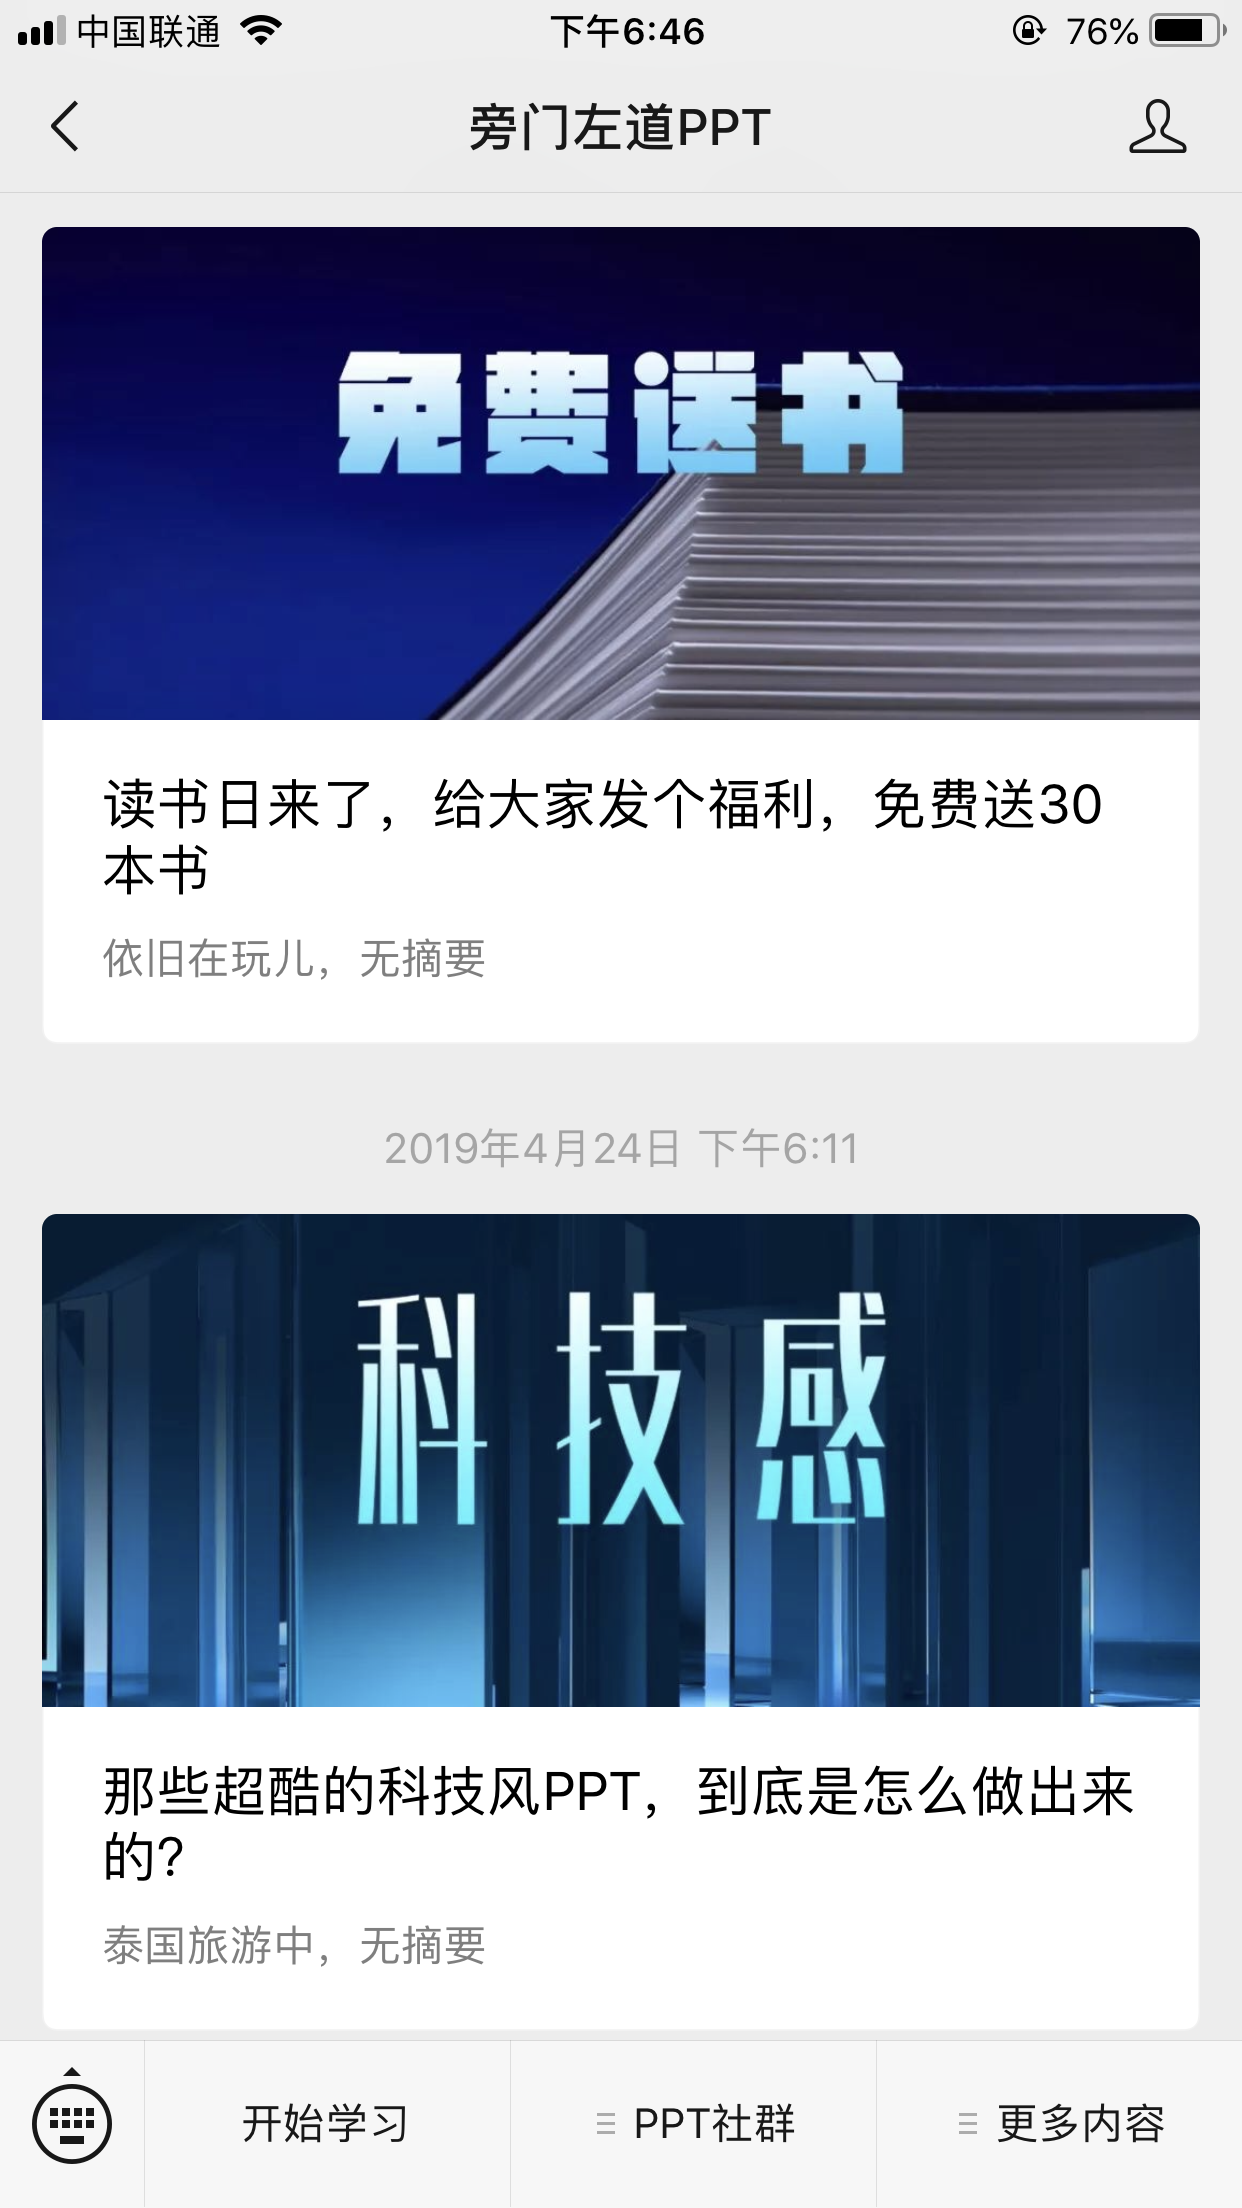 中国联通 下午6:46 76%
旁门左道PPT
免费送书
读书日来了，给大家发个福利，免费送30
本书
依旧在玩儿，无摘要
2019年4月24日 下午6:11
科技感
那些超酷的科技风PPT，到底是怎么做出来
的?
泰国旅游中，无摘要
开始学习 PPT社群 更多内容